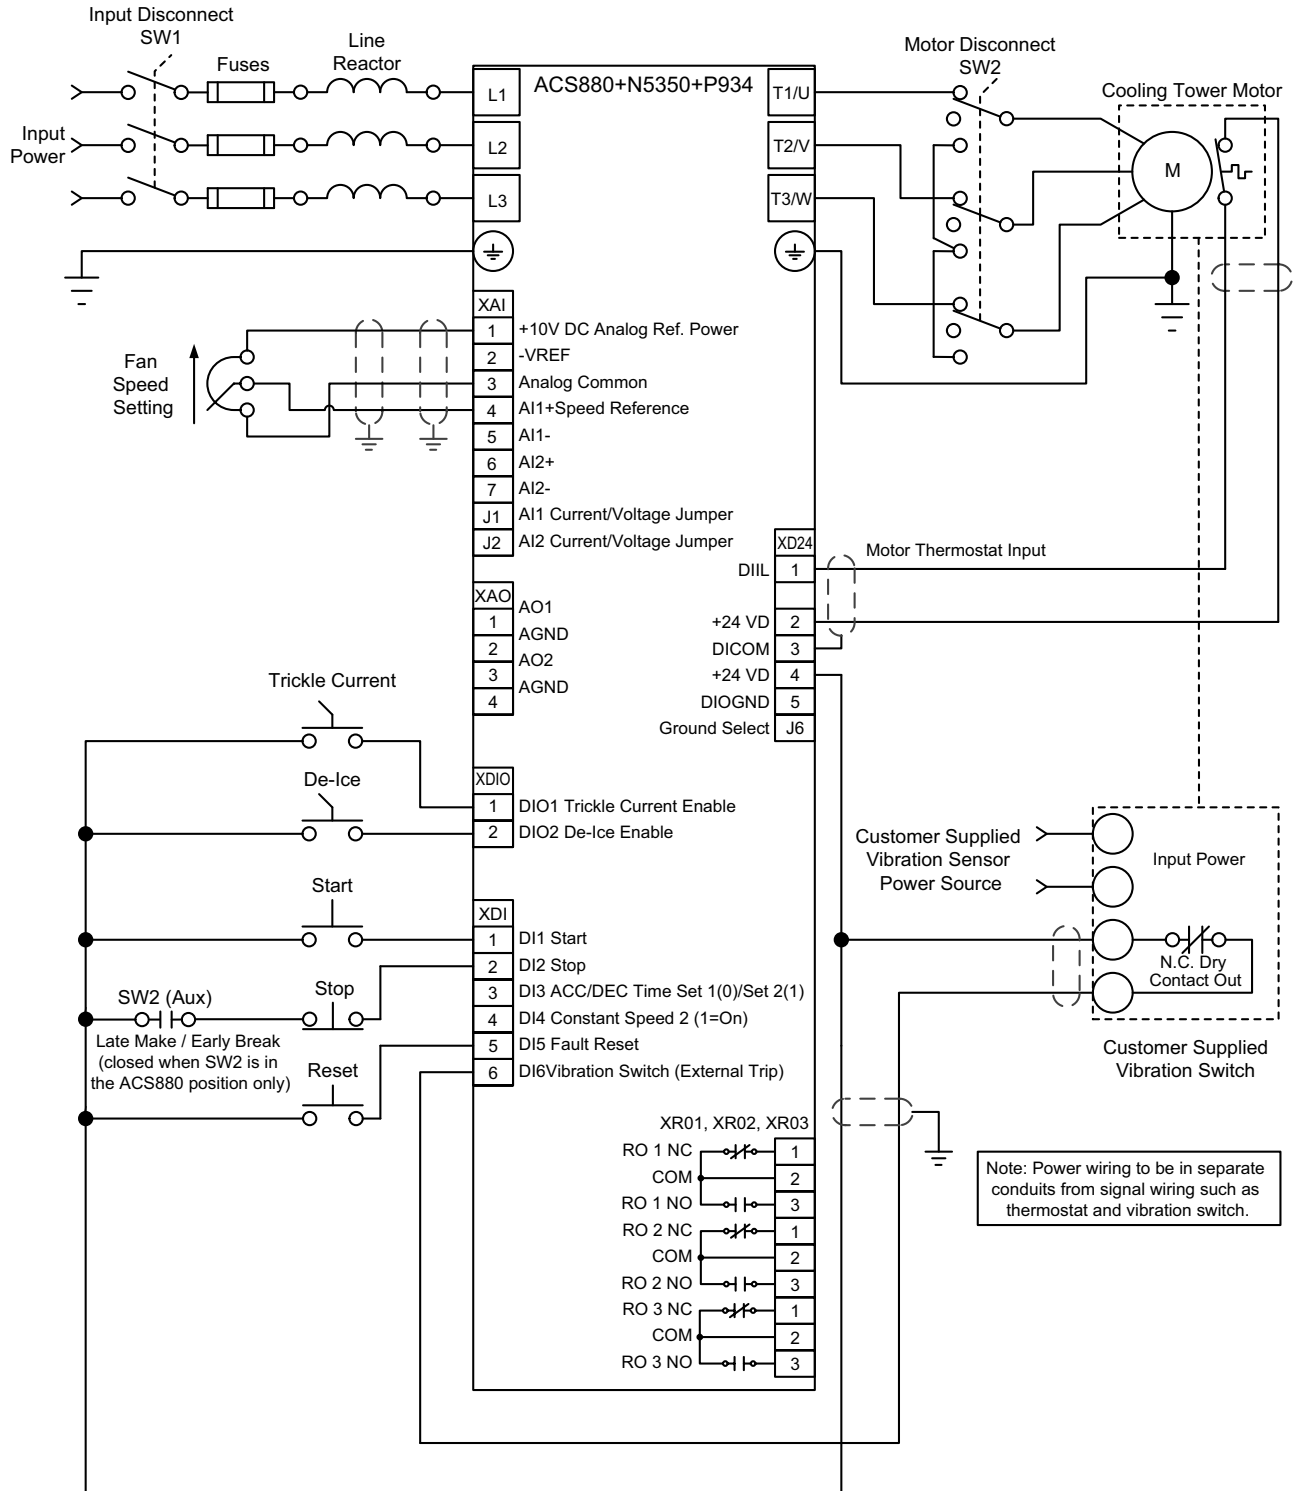 Input Disconnect
SW1
Fuses
Line
Reactor
Input
Power
ACS880+N5350+P934
L1
L2
L3
T1/U
T2/V
T3/W
Motor Disconnect
SW2
Cooling Tower Motor
M
Fan
Speed
Setting
XAI
1 +10V DC Analog Ref. Power
2 -VREF
3 Analog Common
4 AI1+Speed Reference
5 AI1-
6 AI2+
7 AI2-
J1 AI1 Current/Voltage Jumper
J2 AI2 Current/Voltage Jumper
XD24
Motor Thermostat Input
DIIL 1
+24 VD 2
DICOM 3
+24 VD 4
DIOGND 5
Ground Select J6
XAO
AO1
1
AGND
2
AO2
3
AGND
4
Trickle Current
De-Ice
XDIO
1 DIO1 Trickle Current Enable
2 DIO2 De-Ice Enable
Start
Stop
SW2 (Aux)
Late Make / Early Break
(closed when SW2 is in
the ACS880 position only)
Reset
XDI
1 DI1 Start
2 DI2 Stop
3 DI3 ACC/DEC Time Set 1(0)/Set 2(1)
4 DI4 Constant Speed 2 (1=On)
5 DI5 Fault Reset
6 DI6Vibration Switch (External Trip)
Customer Supplied
Vibration Sensor
Power Source
Input Power
N.C. Dry
Contact Out
Customer Supplied
Vibration Switch
XR01, XR02, XR03
RO 1 NC 1
COM 2
RO 1 NO 3
RO 2 NC 1
COM 2
RO 2 NO 3
RO 3 NC 1
COM 2
RO 3 NO 3
Note: Power wiring to be in separate
conduits from signal wiring such as
thermostat and vibration switch.